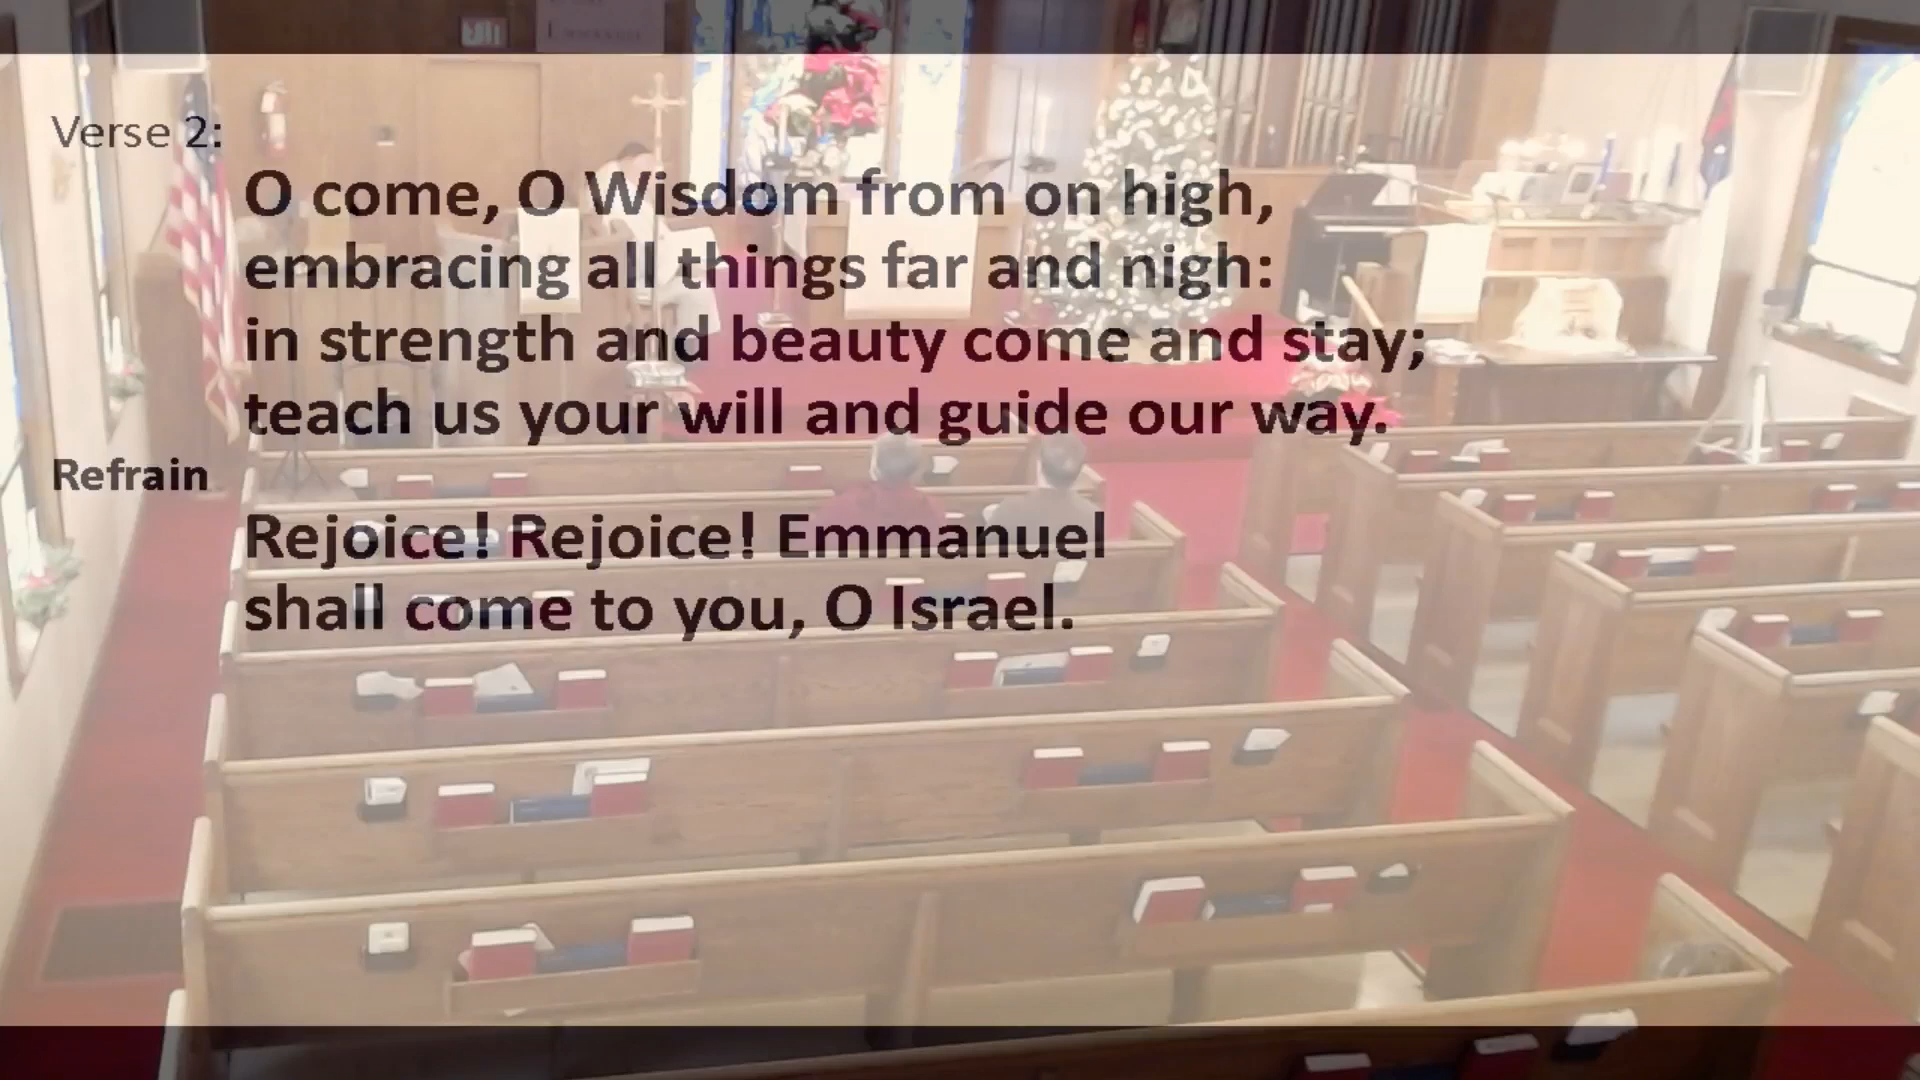 Verse 2:
O come, O Wisdom from on high,
embracing all things far and nigh:
in strength and beauty come and stay;
teach us your will and guide our way.
Refrain
Rejoice! Rejoice! Emmanuel
shall come to you, O Israel.